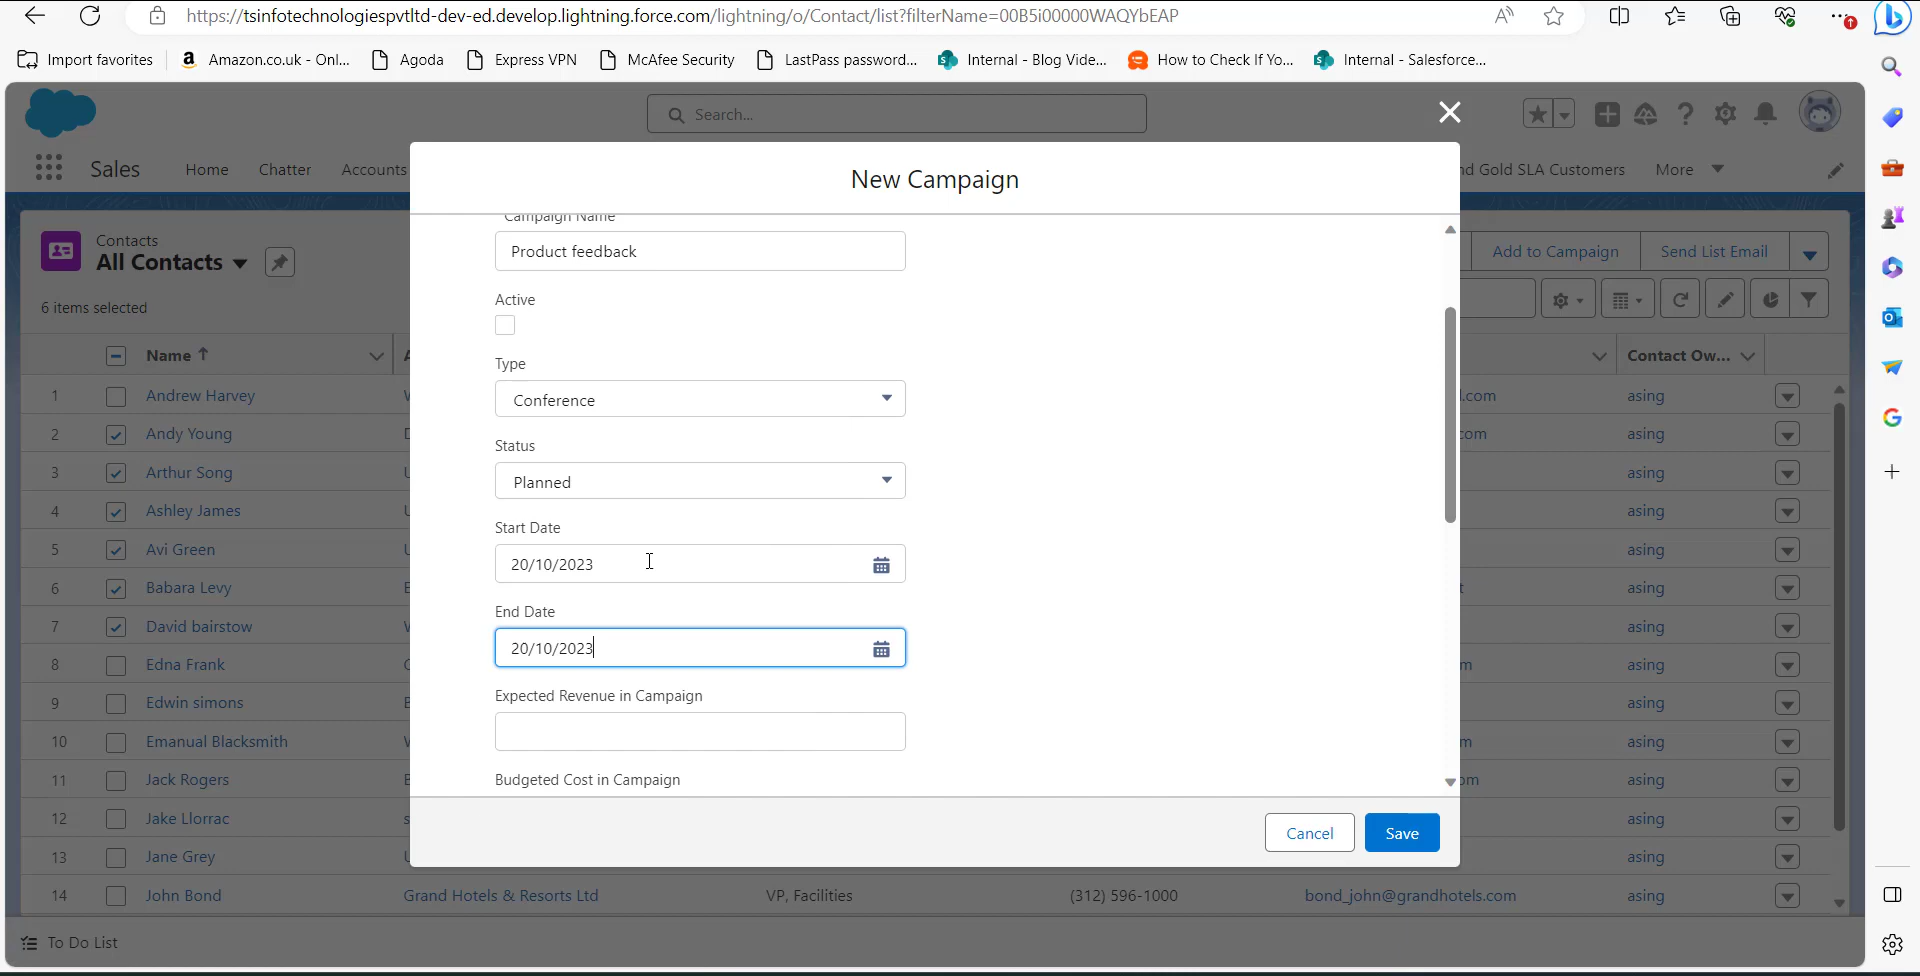 https://tsinfotechnologiespvtltd-dev-ed.develop.lightning.force.com/lightning/o/Contact/list?filterName=00B5i00000WAQYbEAP
Import favorites
Amazon.co.uk - Onl...
Agoda
Express VPN
McAfee Security
LastPass password...
Internal - Blog Vide...
How to Check If Yo...
Internal - Salesforce...
Search...
Sales
Home
Chatter
Accounts
nd Gold SLA Customers
More
New Campaign
Contacts
All Contacts
6 items selected
Add to Campaign
Send List Email
Campaign Name
Product feedback
Active
Type
Conference
Status
Planned
Start Date
20/10/2023
End Date
20/10/2023
Expected Revenue in Campaign
Budgeted Cost in Campaign
Cancel
Save
Name
Contact Ow...
1 Andrew Harvey l.com asing
2 Andy Young com asing
3 Arthur Song asing
4 Ashley James asing
5 Avi Green asing
6 Babara Levy t asing
7 David bairstow asing
8 Edna Frank m asing
9 Edwin simons asing
10 Emanual Blacksmith m asing
11 Jack Rogers om asing
12 Jake Llorrac asing
13 Jane Grey asing
14 John Bond Grand Hotels & Resorts Ltd VP, Facilities (312) 596-1000 bond_john@grandhotels.com asing
To Do List